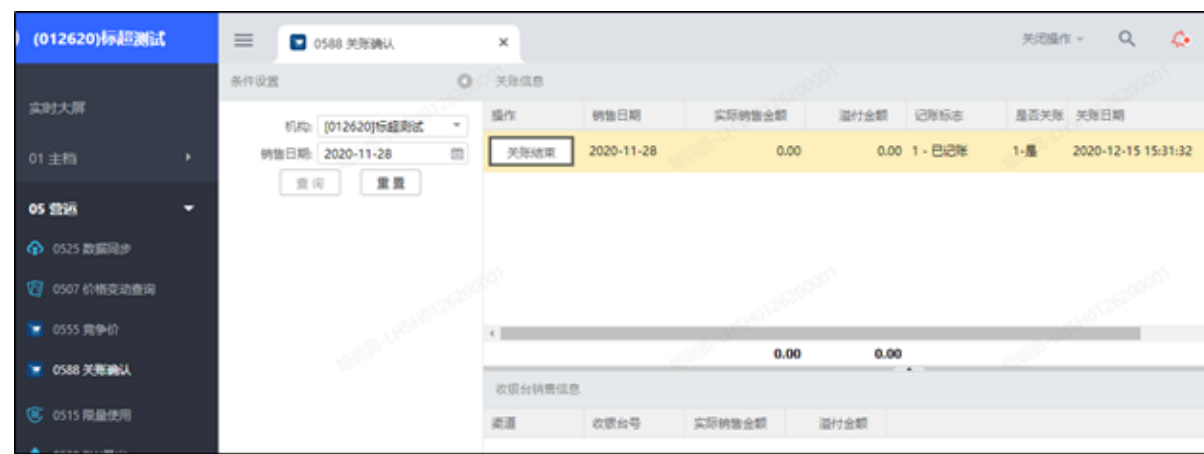 (012620)标超测试
0588 关账确认
关闭操作
条件设置
关账信息
实时大屏
机构: [012620]标超测试
操作 销售日期 实际销售金额 溢付金额 记账标志 是否关账 关账日期
01 主档
销售日期: 2020-11-28
关账结束 2020-11-28 0.00 0.00 1 - 已记账 1-是 2020-12-15 15:31:32
查询 重置
05 营运
0525 数据同步
0507 价格变动查询
0555 竞争价
0.00 0.00
0588 关账确认
收银台销售信息
0515 限量使用
渠道 收银台号 实际销售金额 溢付金额